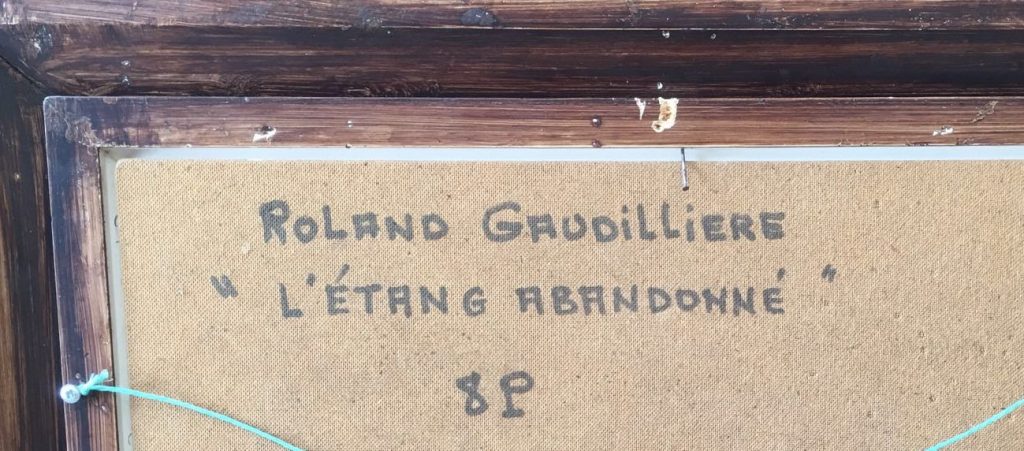 ROLAND GAUDILLIERE
" L'ÉTANG ABANDONNÉ "
8P